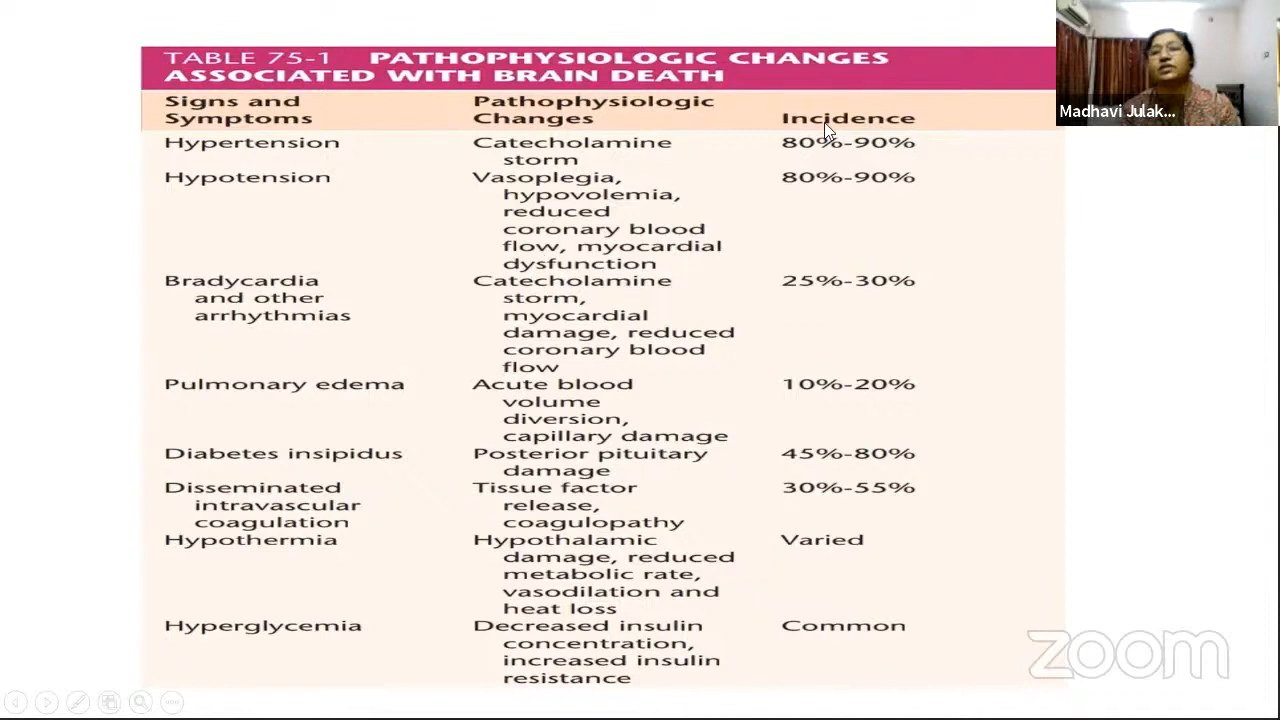 TABLE 75-1 PATHOPHYSIOLOGIC CHANGES
ASSOCIATED WITH BRAIN DEATH
Signs and Symptoms
Pathophysiologic Changes
Incidence
Hypertension
Catecholamine
storm
80%-90%
Hypotension
Vasoplegia,
hypovolemia,
reduced
coronary blood
flow, myocardial
dysfunction
80%-90%
Bradycardia
and other
arrhythmias
Catecholamine
storm,
myocardial
damage, reduced
coronary blood
flow
25%-30%
Pulmonary edema
Acute blood
volume
diversion,
capillary damage
10%-20%
Diabetes insipidus
Posterior pituitary
damage
45%-80%
Disseminated
intravascular
coagulation
Tissue factor
release,
coagulopathy
30%-55%
Hypothermia
Hypothalamic
damage, reduced
metabolic rate,
vasodilation and
heat loss
Varied
Hyperglycemia
Decreased insulin
concentration,
increased insulin
resistance
Common
Madhavi Julak...
zoom